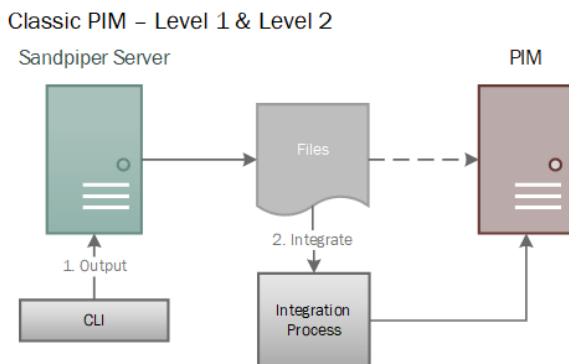 Classic PIM – Level 1 & Level 2
Sandpiper Server
PIM
Files
1. Output
2. Integrate
CLI
Integration
Process